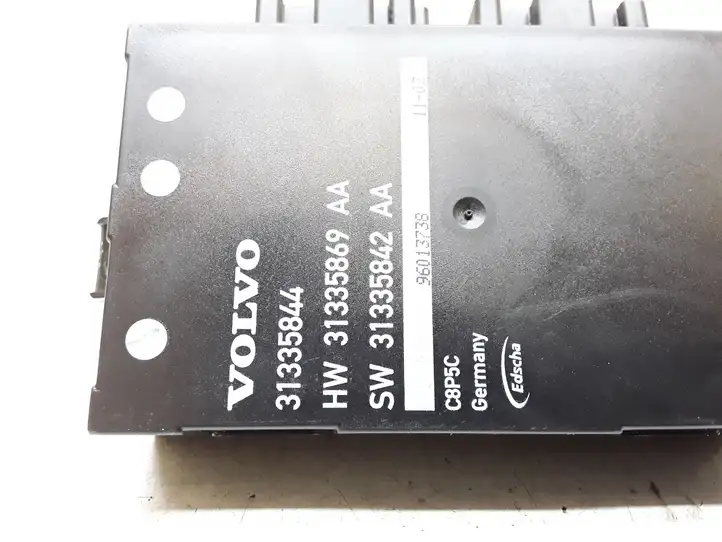 VOLVO
31335844
HW 31335869 AA
SW 31335842 AA
96013738 11-07
C8P5C
Germany
Edscha